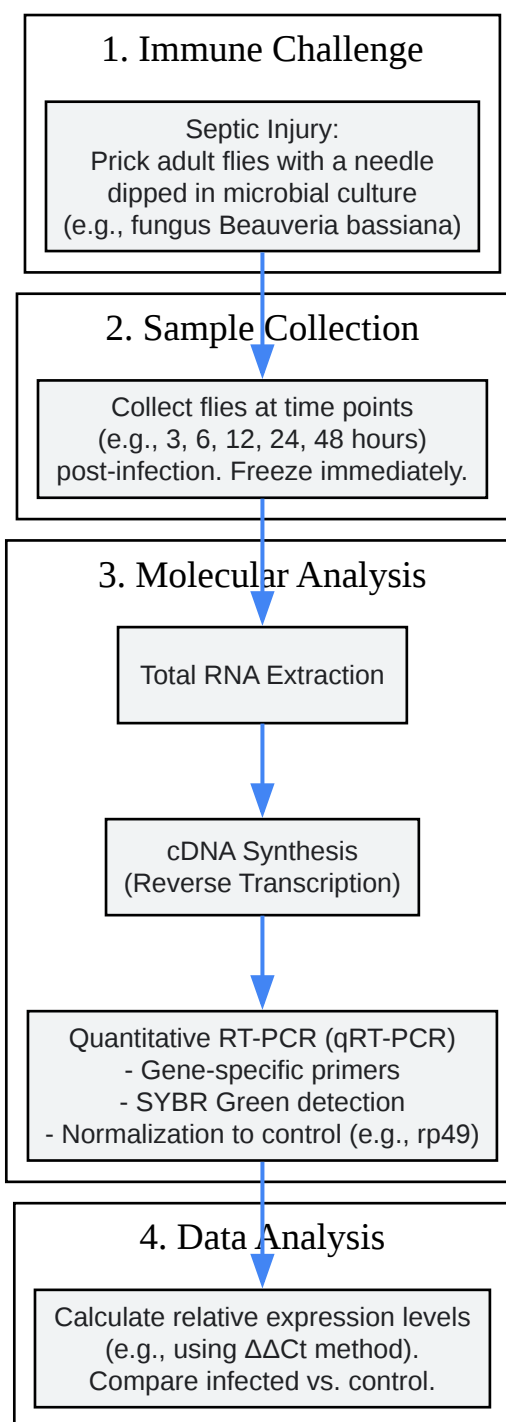 1. Immune Challenge
Septic Injury:
Prick adult flies with a needle
dipped in microbial culture
(e.g., fungus Beauveria bassiana)
2. Sample Collection
Collect flies at time points
(e.g., 3, 6, 12, 24, 48 hours)
post-infection. Freeze immediately.
3. Molecular Analysis
Total RNA Extraction
cDNA Synthesis
(Reverse Transcription)
Quantitative RT-PCR (qRT-PCR)
- Gene-specific primers
- SYBR Green detection
- Normalization to control (e.g., rp49)
4. Data Analysis
Calculate relative expression levels
(e.g., using ΔΔCt method).
Compare infected vs. control.